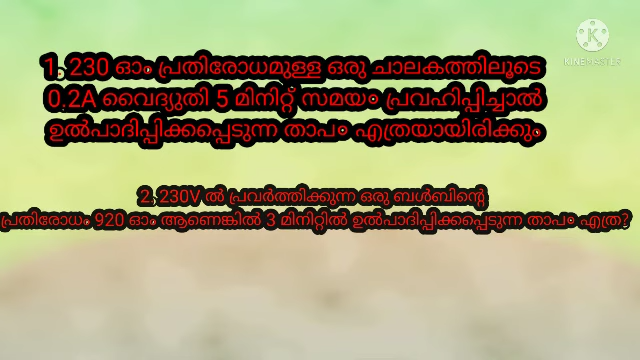 KINEMASTER
1. 230 ഓം പ്രതിരോധമുള്ള ഒരു ചാലകത്തിലൂടെ
0.2A വൈദ്യുതി 5 മിനിറ്റ് സമയം പ്രവഹിപ്പിച്ചാൽ
ഉൽപാദിപ്പിക്കപ്പെടുന്ന താപം എത്രയായിരിക്കും
2. 230V ൽ പ്രവർത്തിക്കുന്ന ഒരു ബൾബിന്റെ
പ്രതിരോധം 920 ഓം ആണെങ്കിൽ 3 മിനിറ്റിൽ ഉൽപാദിപ്പിക്കപ്പെടുന്ന താപം എത്ര?